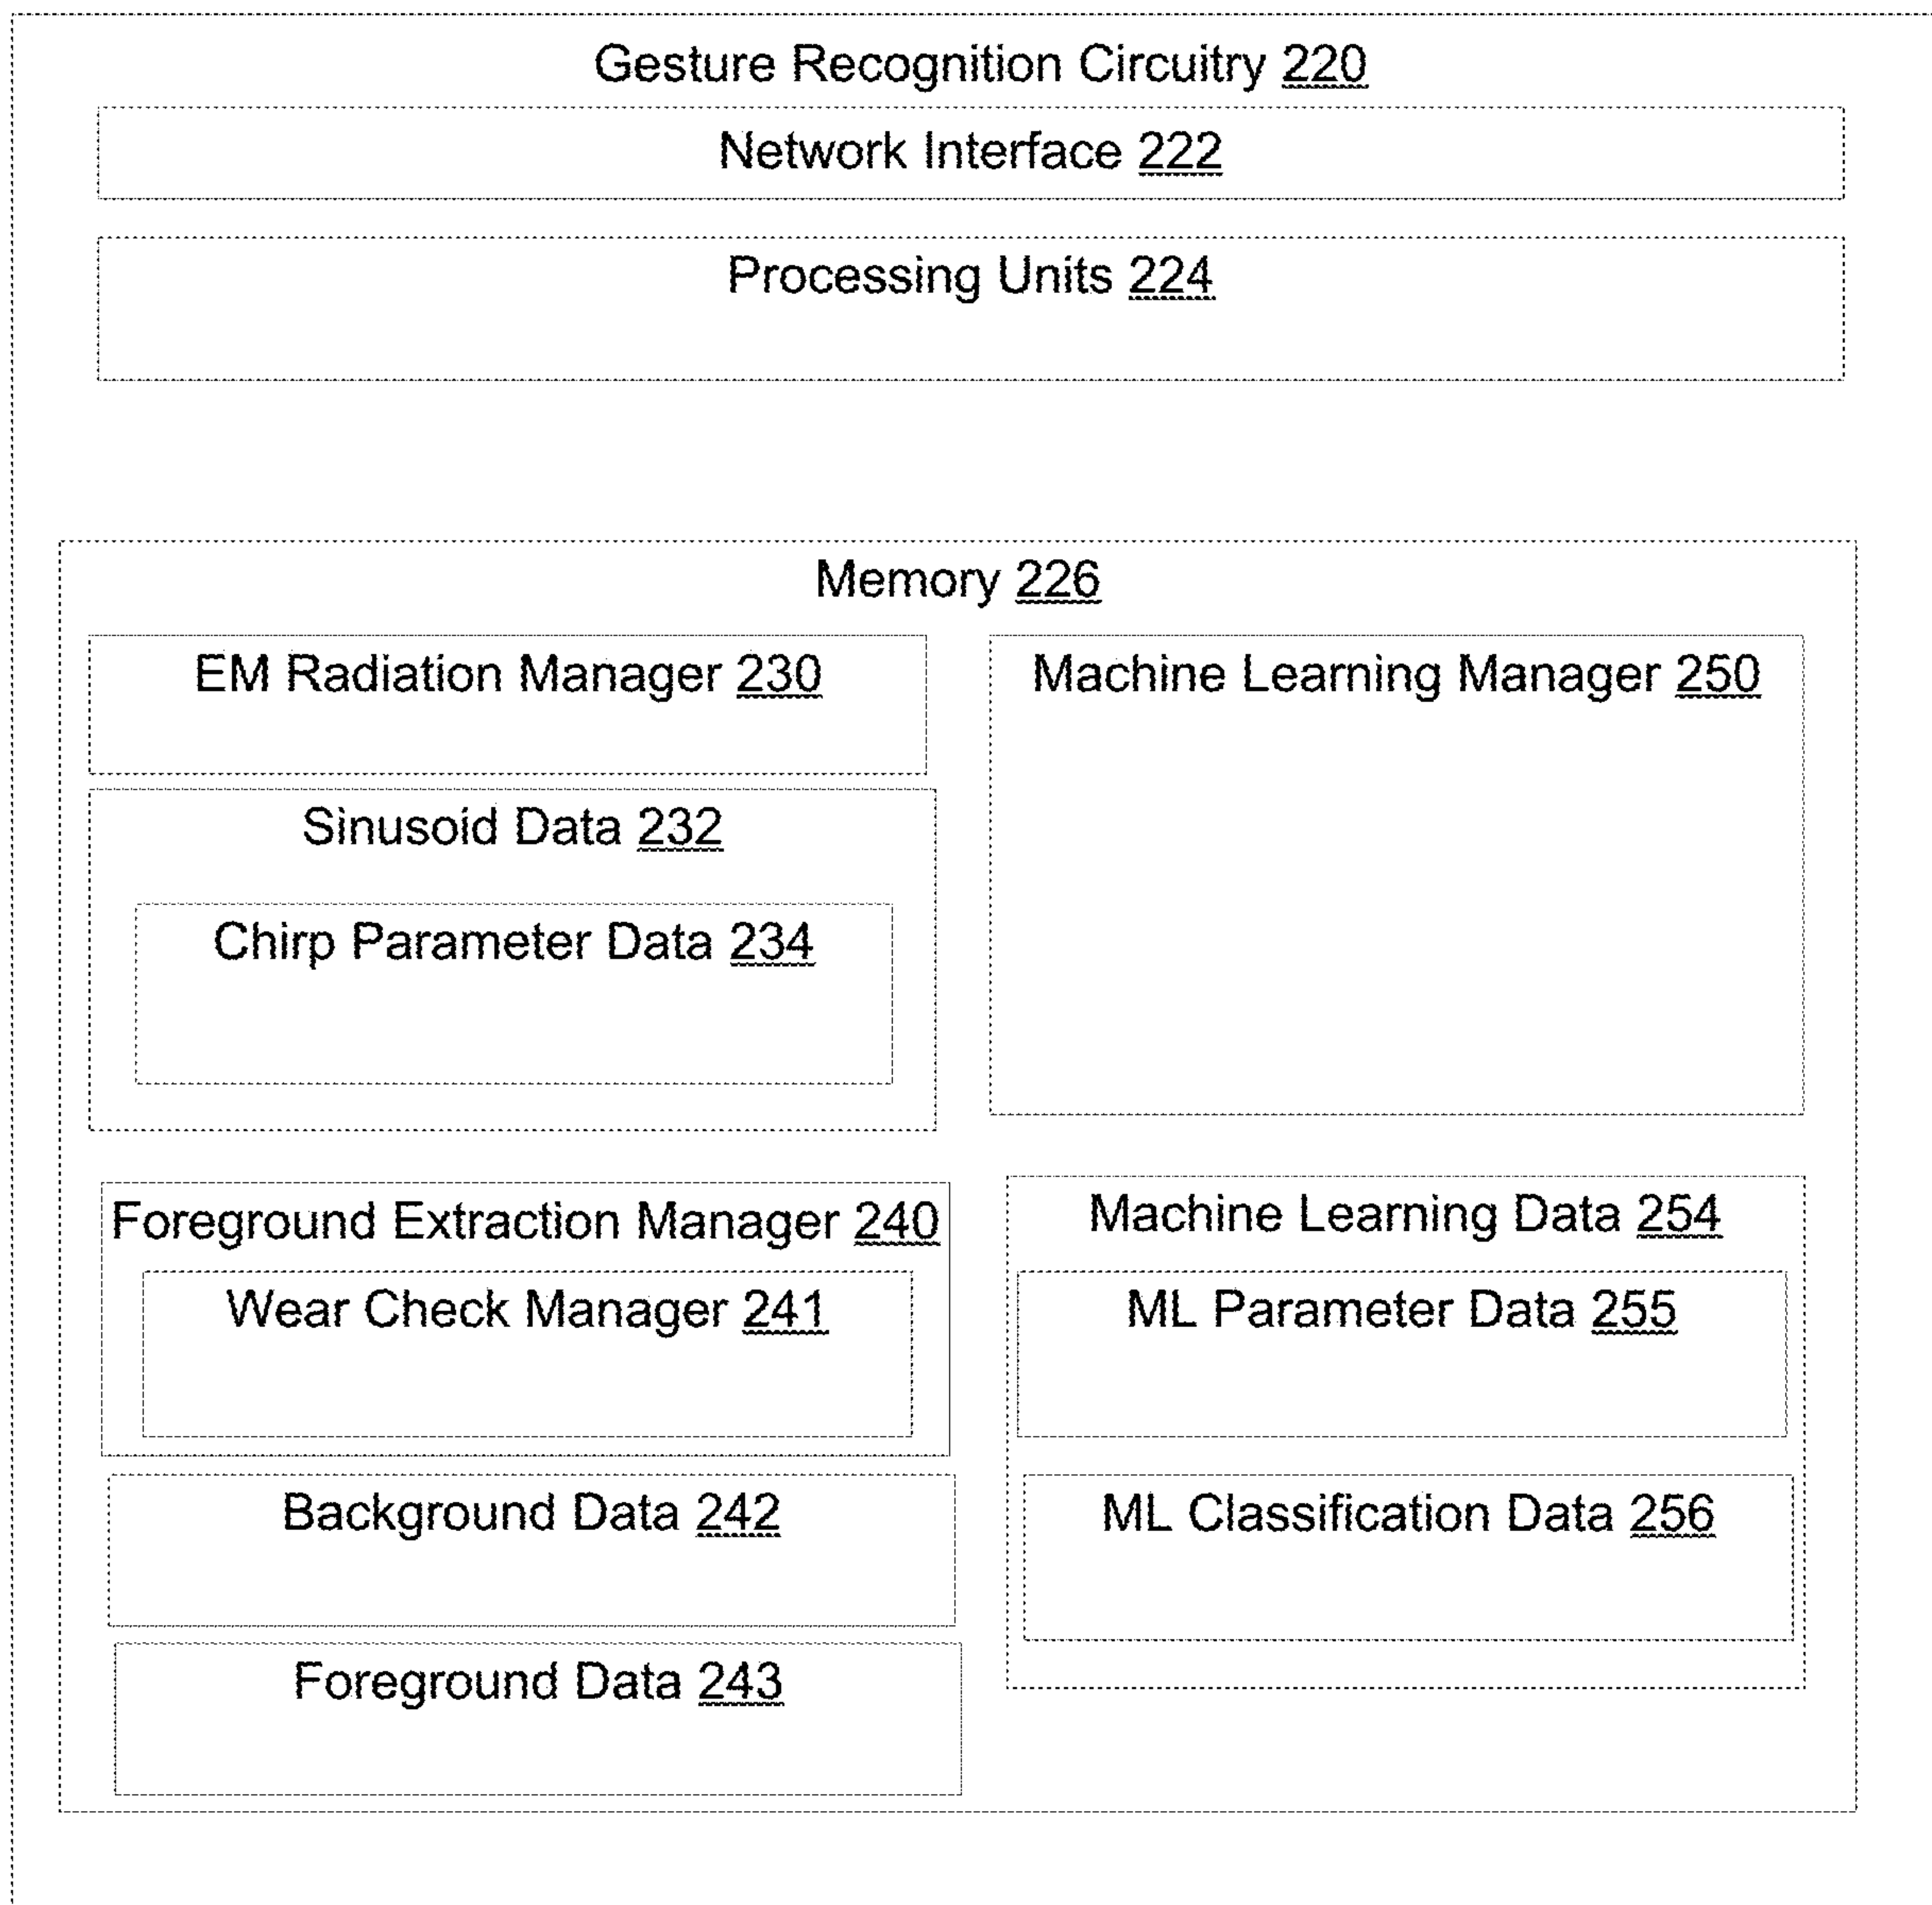 Gesture Recognition Circuitry 220
Network Interface 222
Processing Units 224
Memory 226
EM Radiation Manager 230
Sinusoid Data 232
Chirp Parameter Data 234
Foreground Extraction Manager 240
Wear Check Manager 241
Background Data 242
Foreground Data 243
Machine Learning Manager 250
Machine Learning Data 254
ML Parameter Data 255
ML Classification Data 256